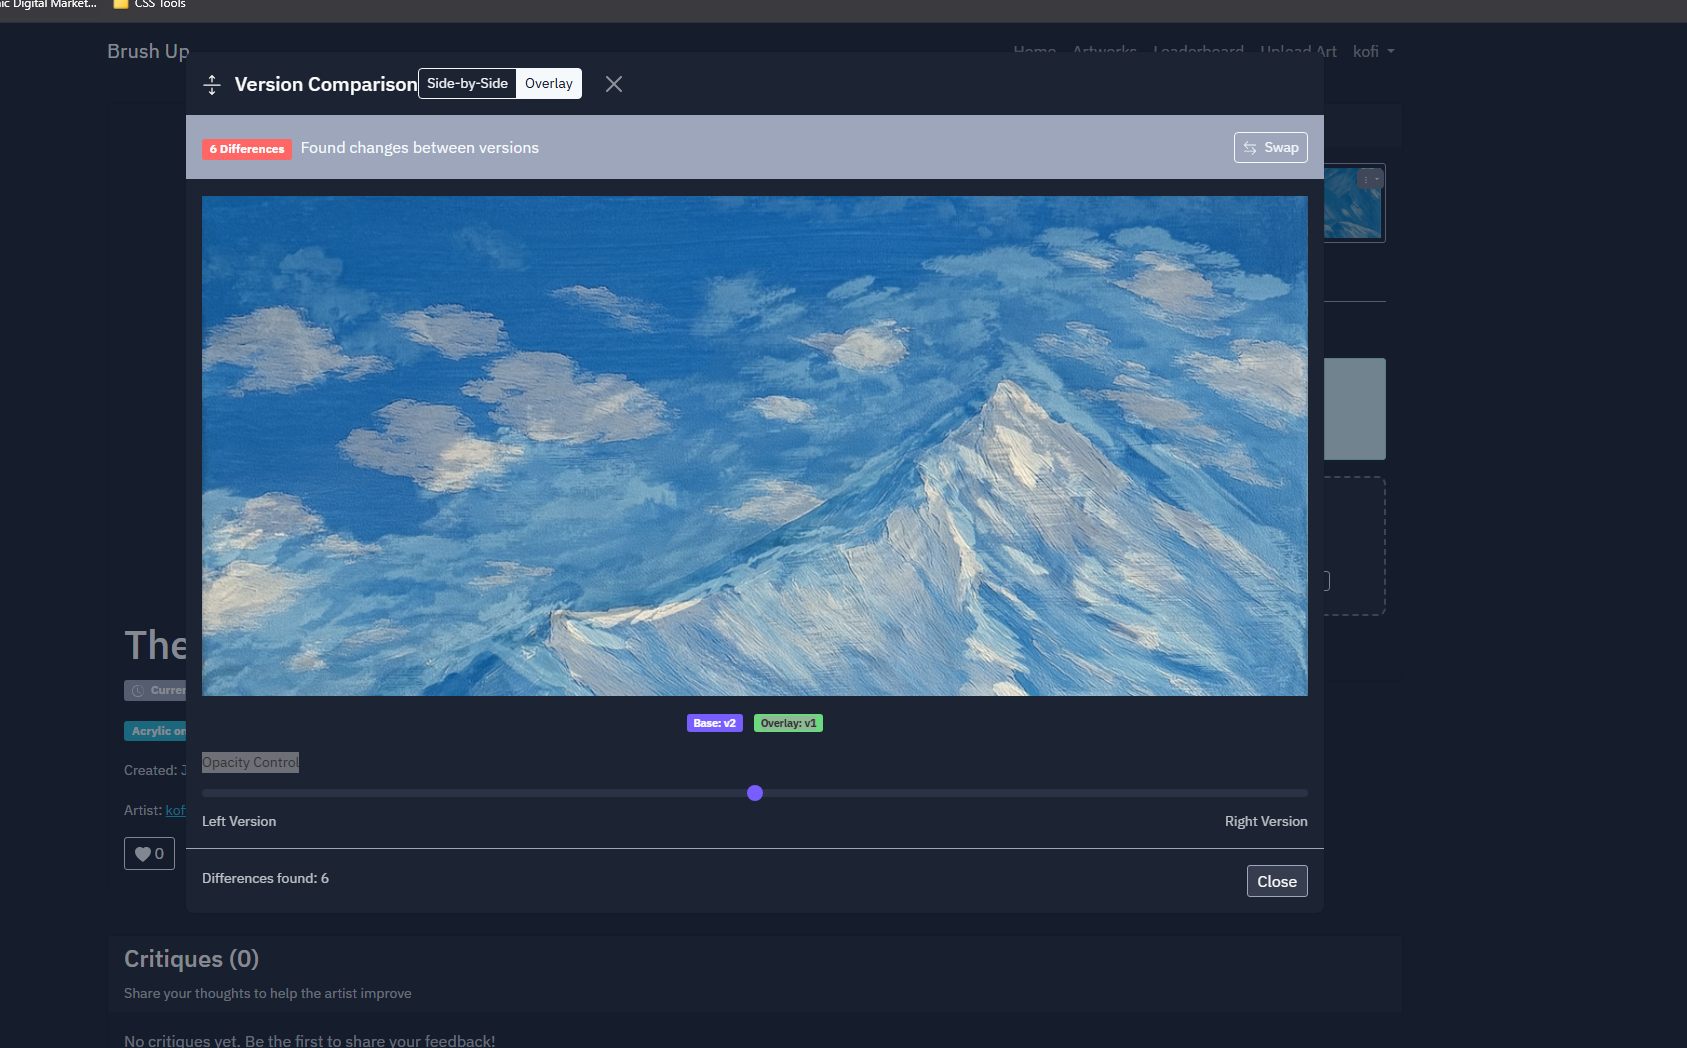 ic Digital Market...
CSS Tools
Brush Up
Home
Artworks
Leaderboard
Upload Art
kofi
Version Comparison
Side-by-Side
Overlay
6 Differences
Found changes between versions
Swap
Base: v2
Overlay: v1
Opacity Control
Left Version
Right Version
Differences found: 6
Close
The
Curre
Acrylic on
Created:
Artist: kof
0
Critiques (0)
Share your thoughts to help the artist improve
No critiques yet. Be the first to share your feedback!